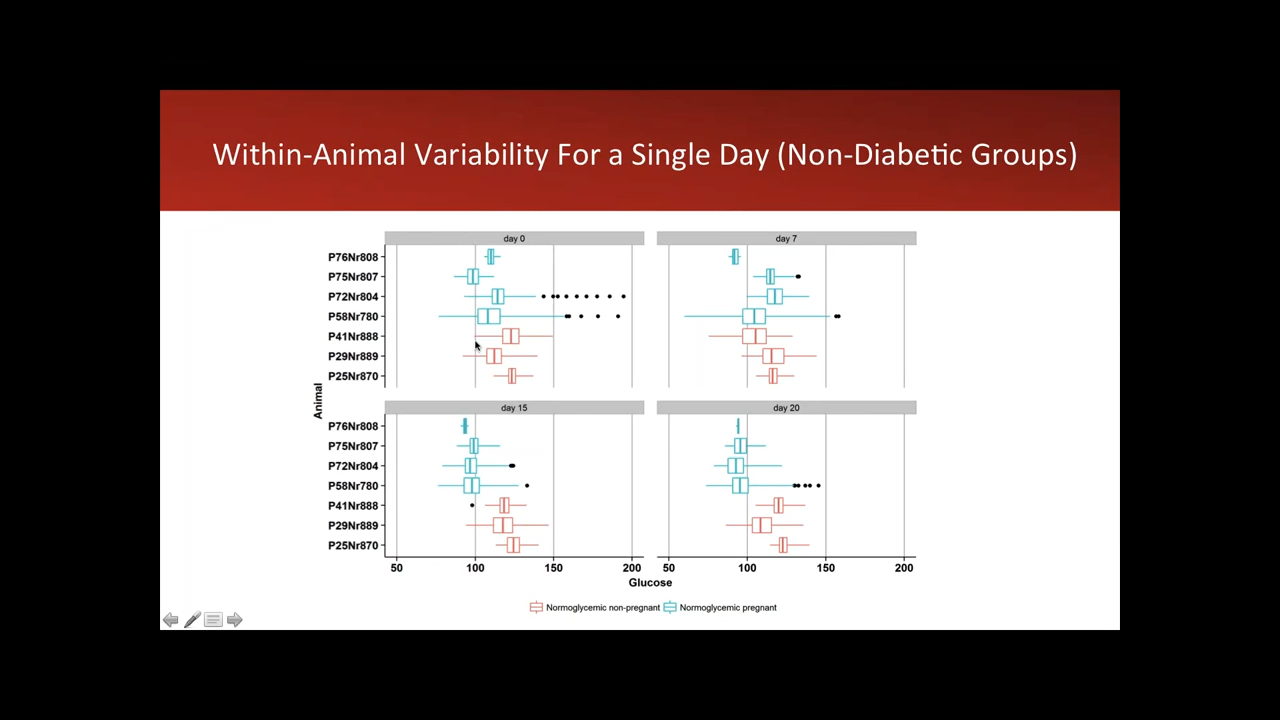 Within-Animal Variability For a Single Day (Non-Diabetic Groups)
day 0
day 7
P76Nr808
P75Nr807
P72Nr804
P58Nr780
P41Nr888
P29Nr889
P25Nr870
Animal
day 15
day 20
P76Nr808
P75Nr807
P72Nr804
P58Nr780
P41Nr888
P29Nr889
P25Nr870
50 100 150 200 50 100 150 200
Glucose
Normoglycemic non-pregnant Normoglycemic pregnant